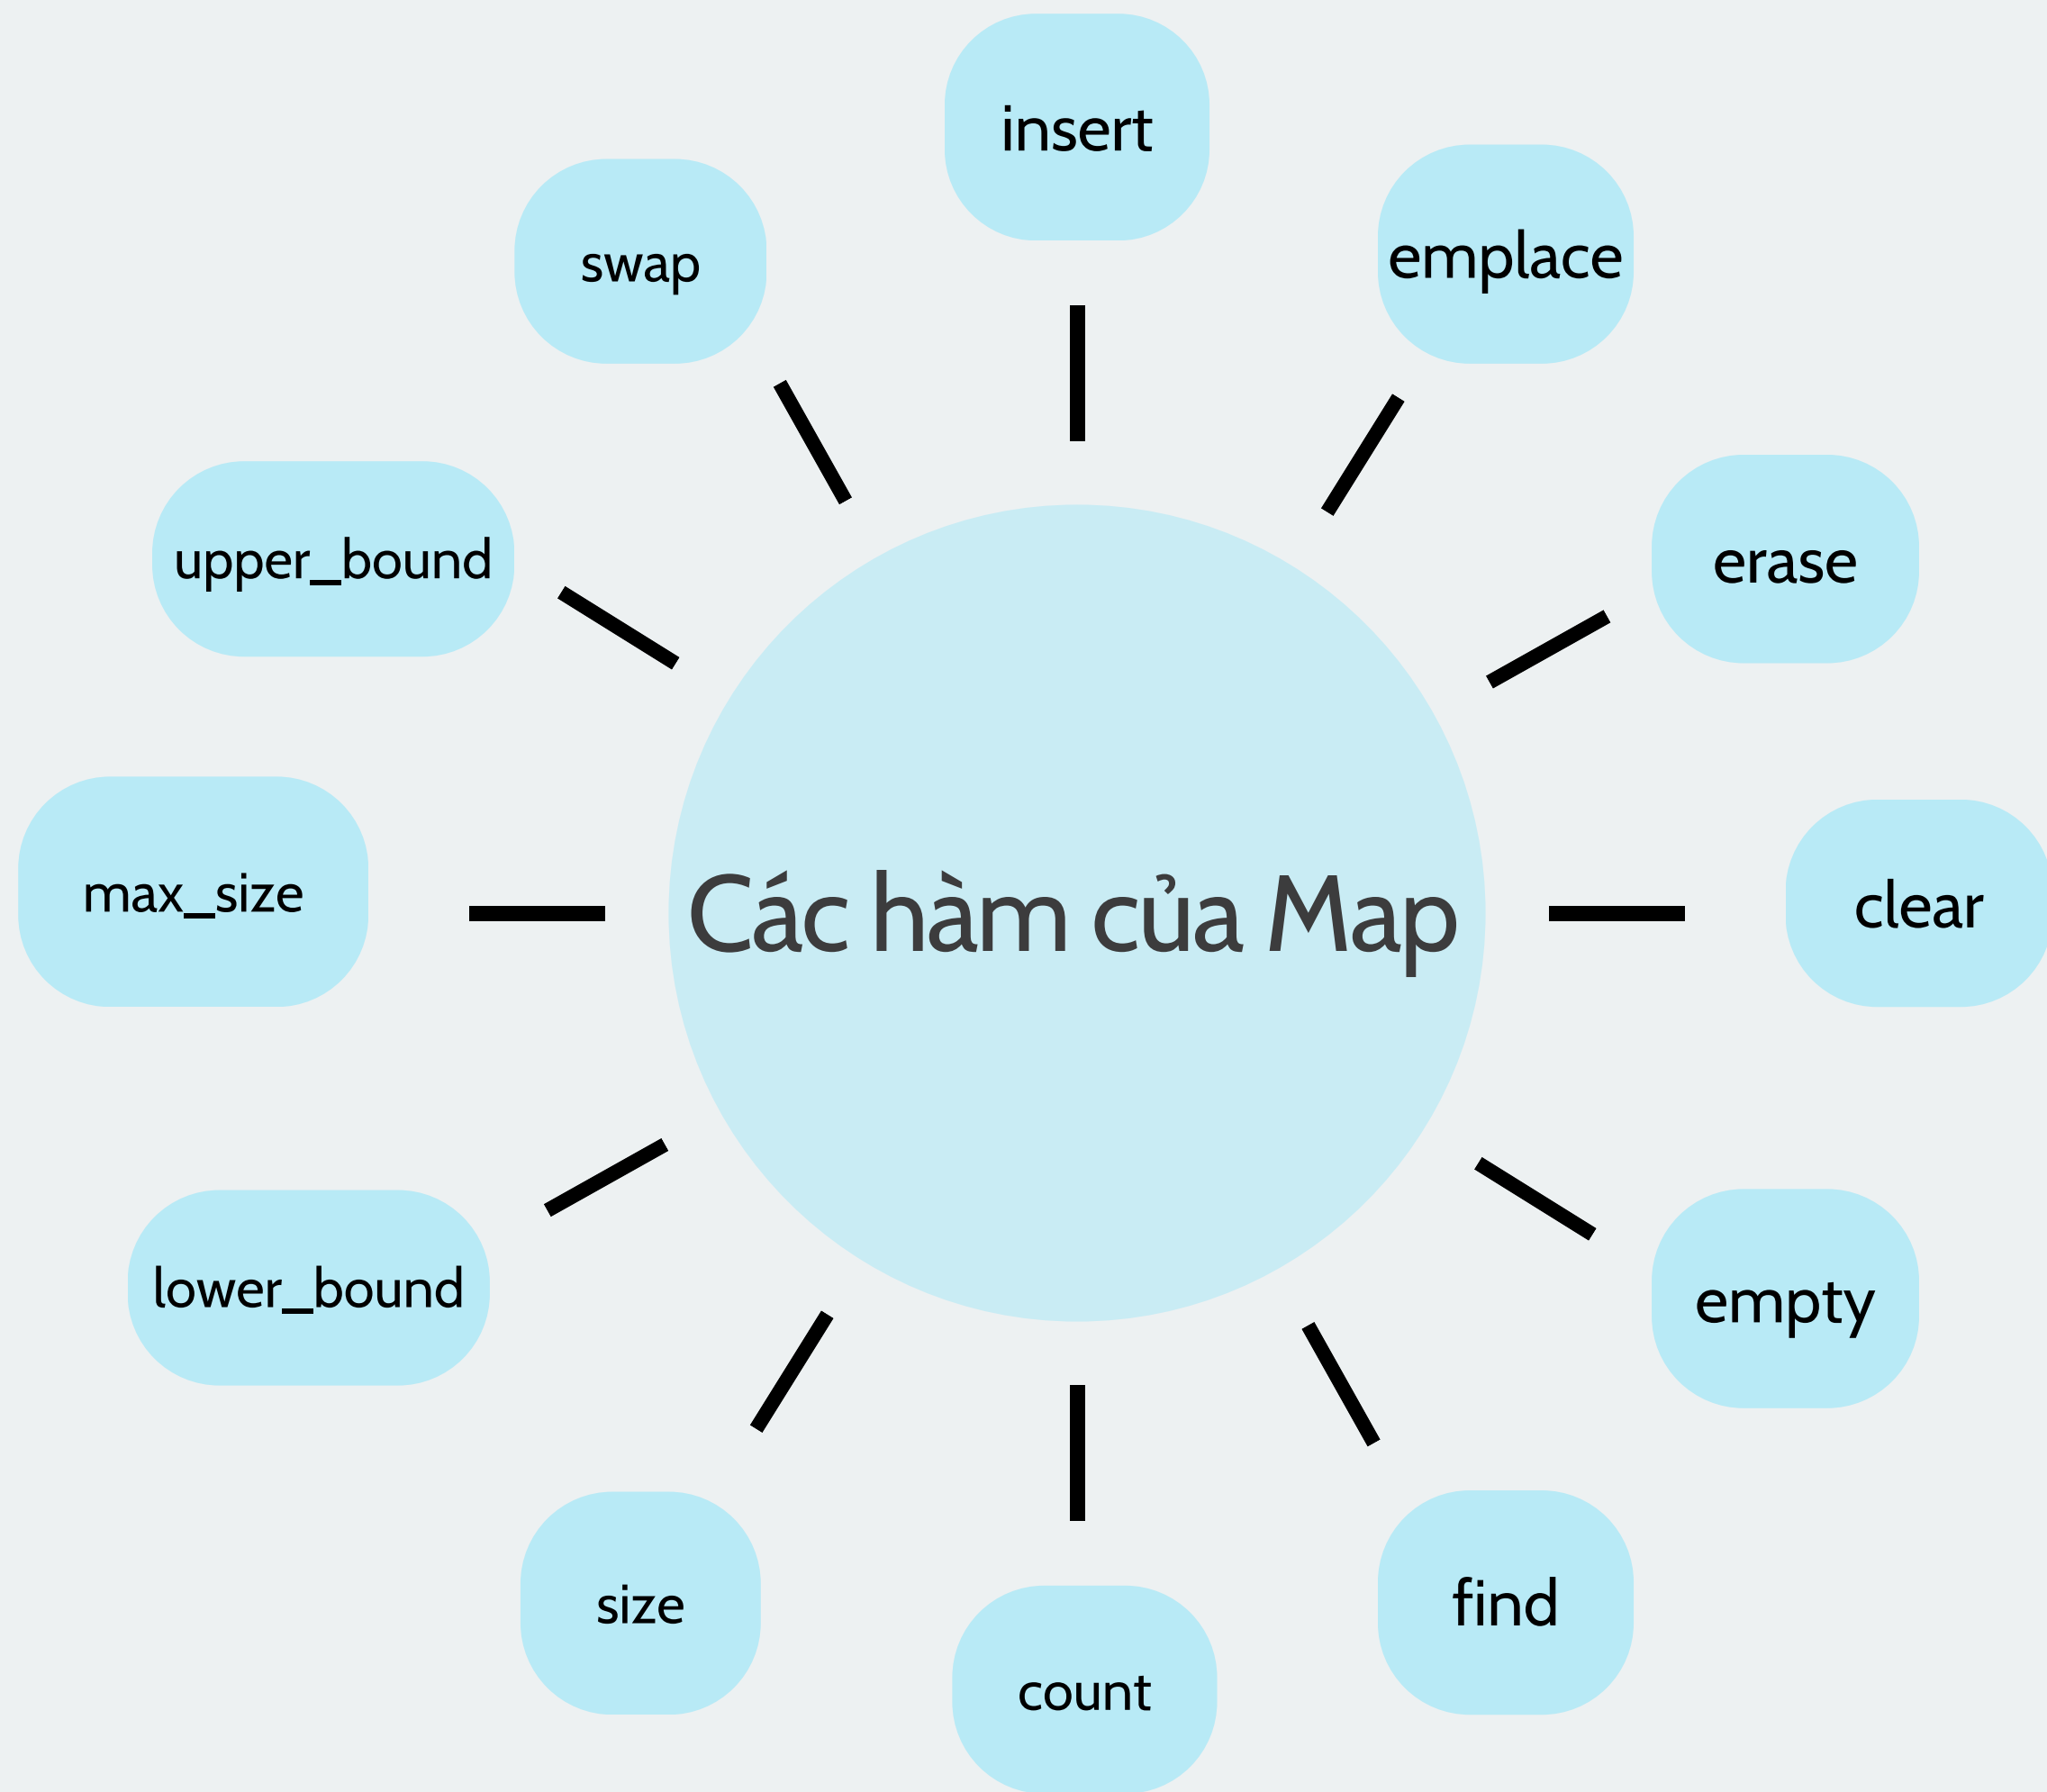 insert
swap
emplace
upper_bound
erase
max_size
Các hàm của Map
clear
lower_bound
empty
size
find
count